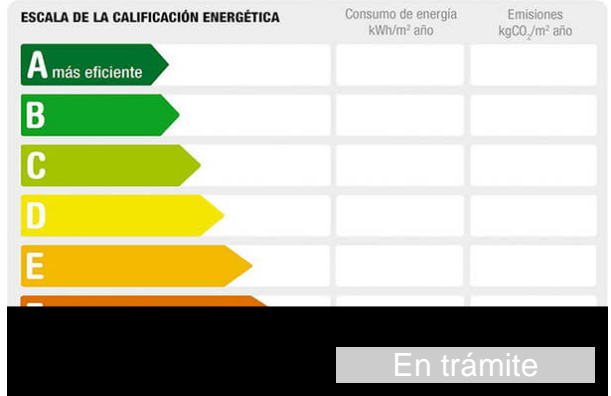 ESCALA DE LA CALIFICACIÓN ENERGÉTICA
Consumo de energía
kWh/m² año
Emisiones
kgCO₂/m² año
A más eficiente
B
C
D
E
En trámite